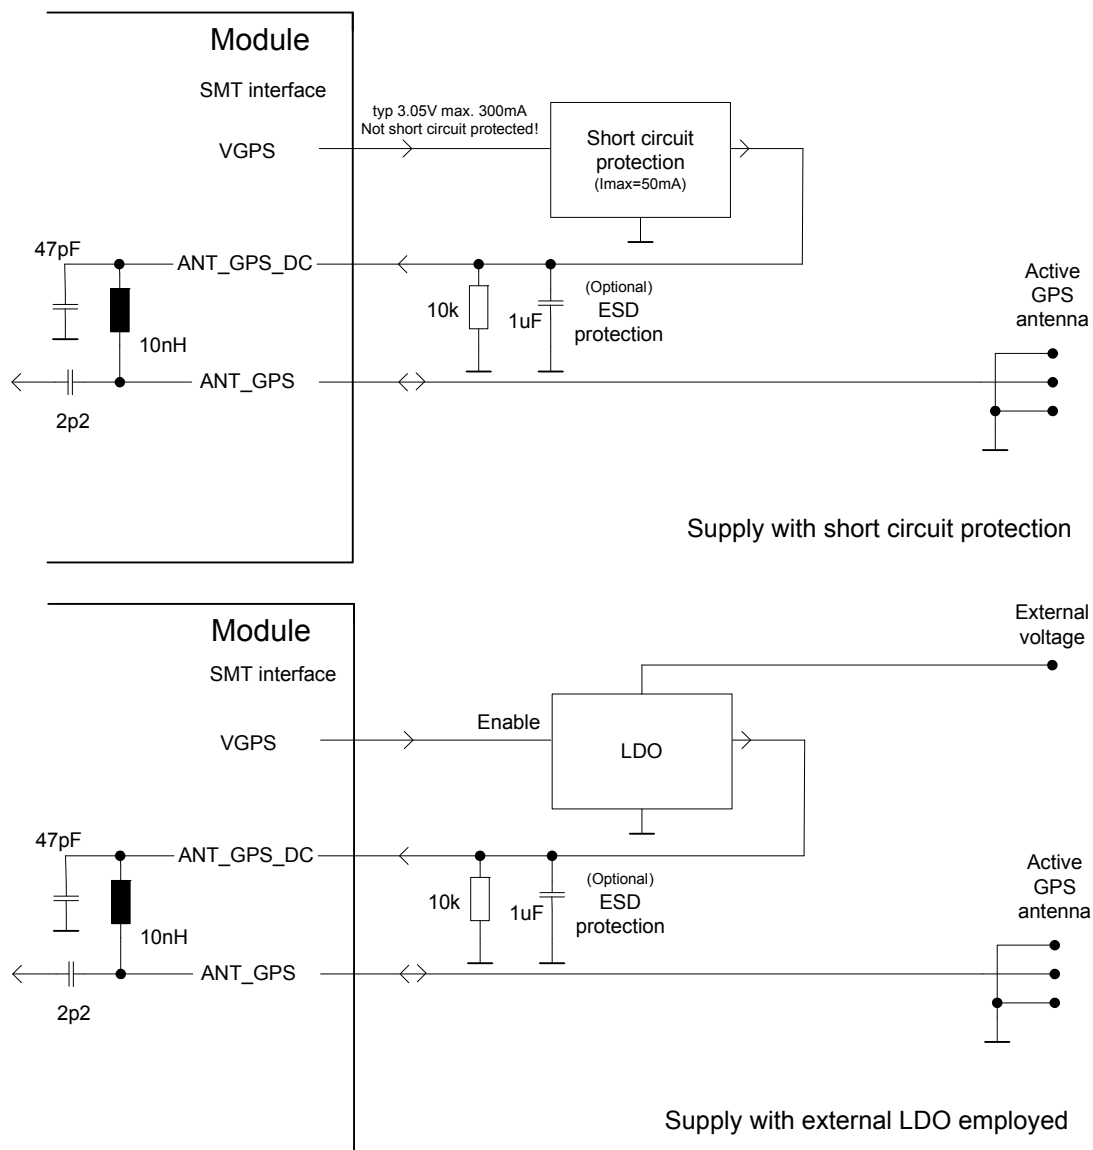 Module
SMT interface
typ 3.05V max. 300mA
Not short circuit protected!
VGPS
Short circuit
protection
(Imax=50mA)
47pF
ANT_GPS_DC
10k
1uF
(Optional)
ESD
protection
Active
GPS
antenna
10nH
ANT_GPS
2p2
Supply with short circuit protection
Module
SMT interface
External
voltage
VGPS
Enable
LDO
47pF
ANT_GPS_DC
10k
1uF
(Optional)
ESD
protection
Active
GPS
antenna
10nH
ANT_GPS
2p2
Supply with external LDO employed